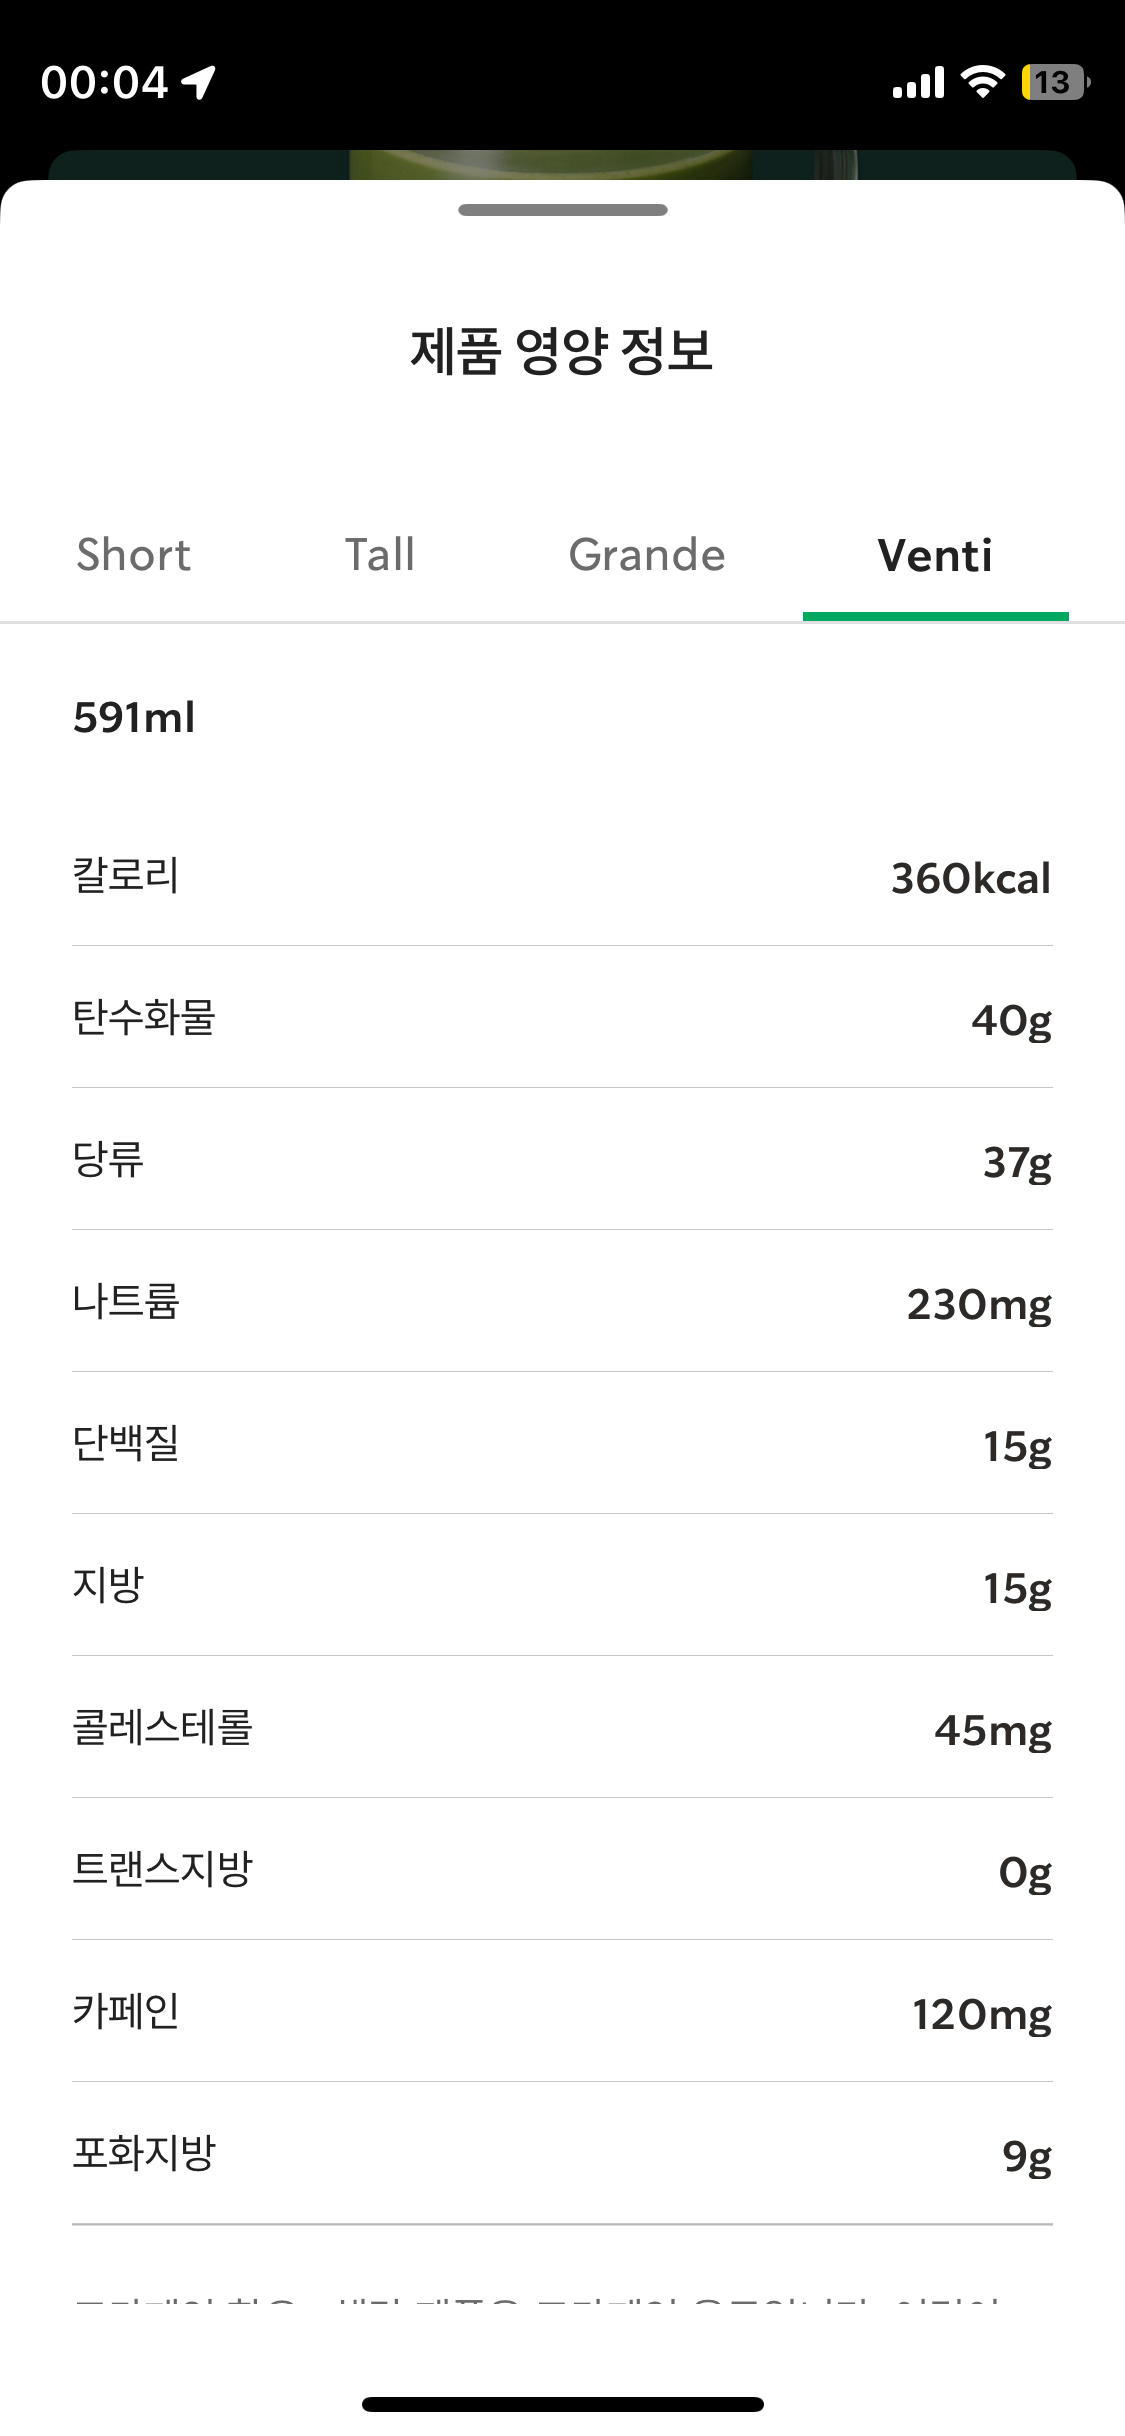 00:04
13
제품 영양 정보
Short Tall Grande Venti
591ml
칼로리 360kcal
탄수화물 40g
당류 37g
나트륨 230mg
단백질 15g
지방 15g
콜레스테롤 45mg
트랜스지방 0g
카페인 120mg
포화지방 9g